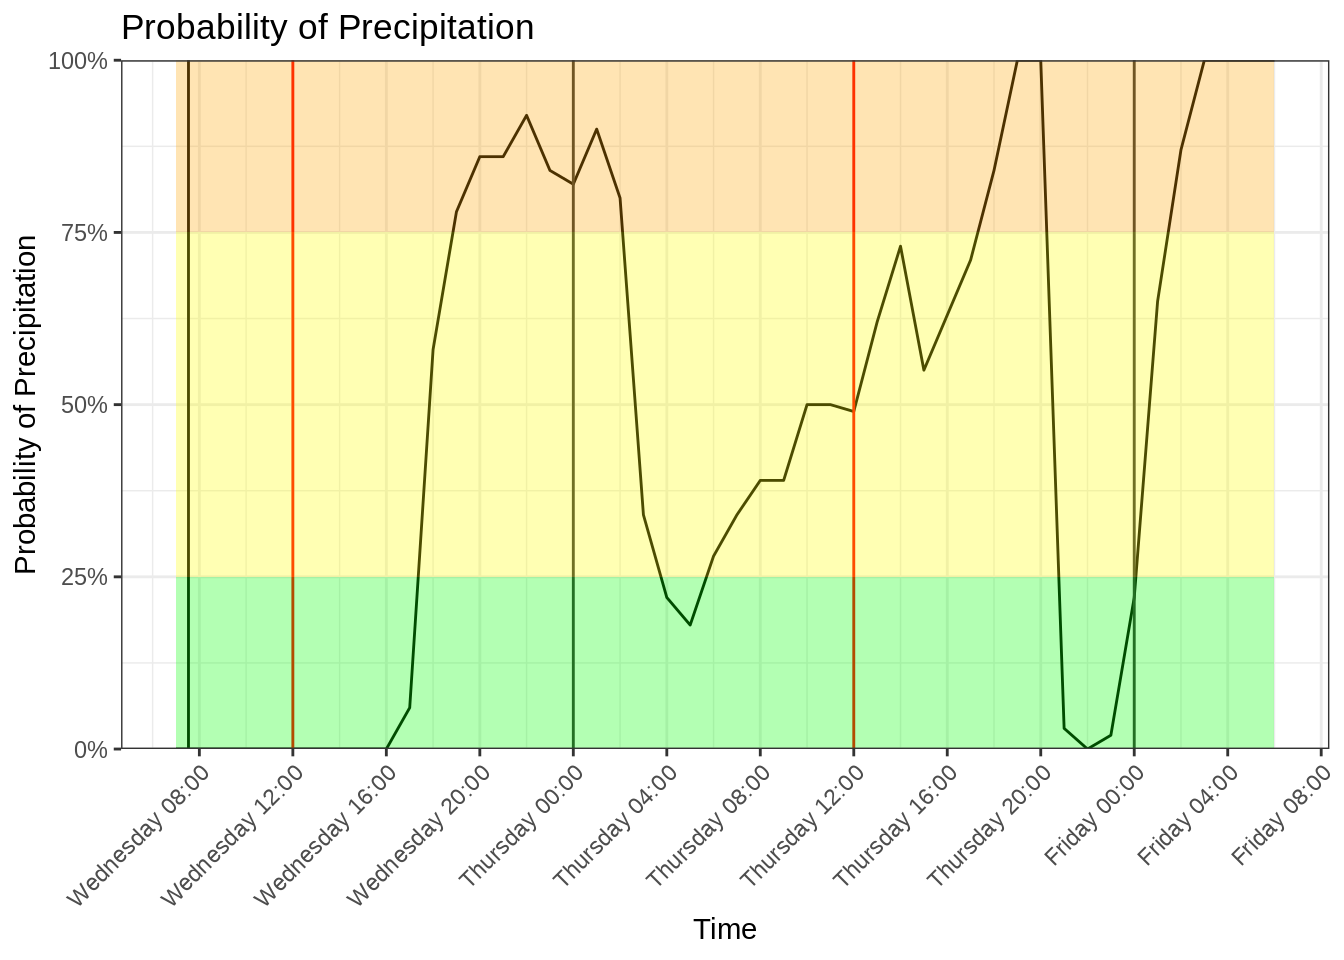 Probability of Precipitation
Probability of Precipitation
100%
75%
50%
25%
0%
Wednesday 08:00
Wednesday 12:00
Wednesday 16:00
Wednesday 20:00
Thursday 00:00
Thursday 04:00
Thursday 08:00
Thursday 12:00
Thursday 16:00
Thursday 20:00
Friday 00:00
Friday 04:00
Friday 08:00
Time